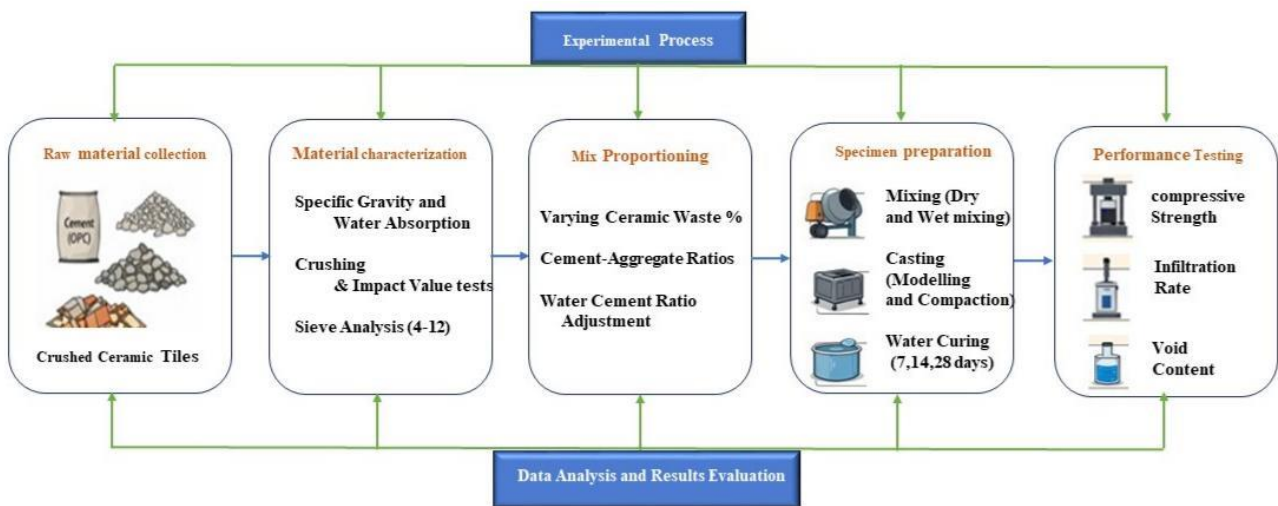 Experimental Process
Raw material collection
Cement
(OPC)
Crushed Ceramic Tiles
Material characterization
Specific Gravity and
Water Absorption
Crushing
& Impact Value tests
Sieve Analysis (4-12)
Mix Proportioning
Varying Ceramic Waste %
Cement-Aggregate Ratios
Water Cement Ratio
Adjustment
Specimen preparation
Mixing (Dry
and Wet mixing)
Casting
(Modelling
and Compaction)
Water Curing
(7,14,28 days)
Performance Testing
compressive
Strength
Infiltration
Rate
Void
Content
Data Analysis and Results Evaluation